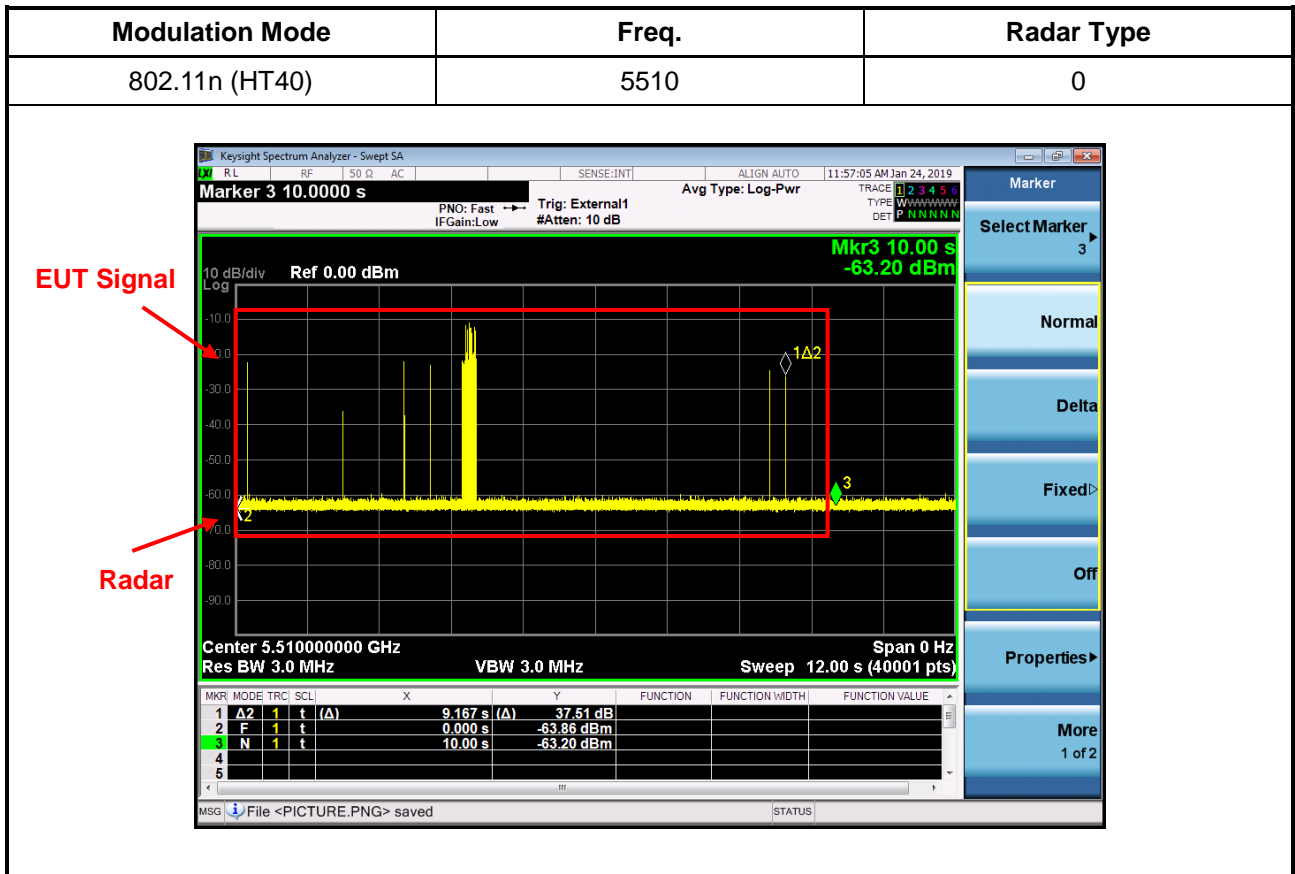 Modulation Mode Freq. Radar Type
802.11n (HT40) 5510 0
Keysight Spectrum Analyzer - Swept SA
LXI RL RF 50 Ω AC SENSE:INT ALIGN AUTO 11:57:05 AM Jan 24, 2019
Marker 3 10.0000 s
PNO: Fast
IFGain:Low
Trig: External1
#Atten: 10 dB
Avg Type: Log-Pwr
TRACE 1 2 3 4 5 6
TYPE WWWWWWW
DET P N N N N N
Marker
Select Marker
3
Normal
Delta
Fixed
Off
Properties
More
1 of 2
Mkr3 10.00 s
-63.20 dBm
10 dB/div Ref 0.00 dBm
Log
EUT Signal
Radar
-10.0
-30.0
-40.0
-50.0
-60.0
-80.0
-90.0
1Δ2
2
3
Center 5.510000000 GHz Span 0 Hz
Res BW 3.0 MHz VBW 3.0 MHz Sweep 12.00 s (40001 pts)
MKR MODE TRC SCL X Y FUNCTION FUNCTION WIDTH FUNCTION VALUE
1 Δ2 1 t (Δ) 9.167 s (Δ) 37.51 dB
2 F 1 t 0.000 s -63.86 dBm
3 N 1 t 10.00 s -63.20 dBm
4
5
MSG File <PICTURE.PNG> saved STATUS